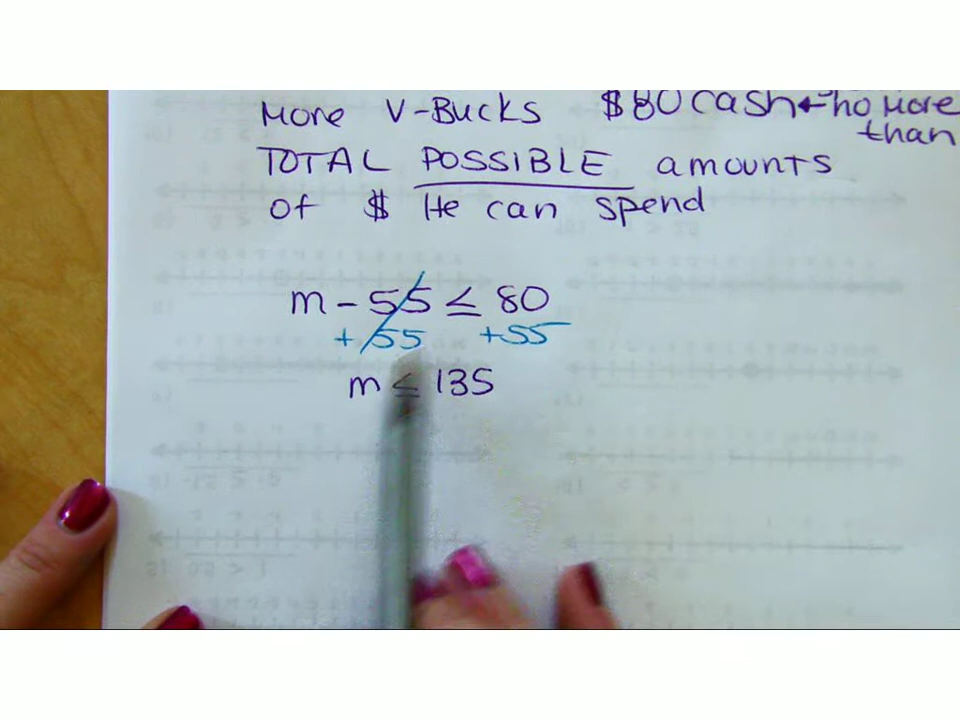 More V-Bucks $80 cash ← no more
than
TOTAL POSSIBLE amounts
of $ He can spend
m - 55 ≤ 80
+ 55 + 55
m ≤ 135